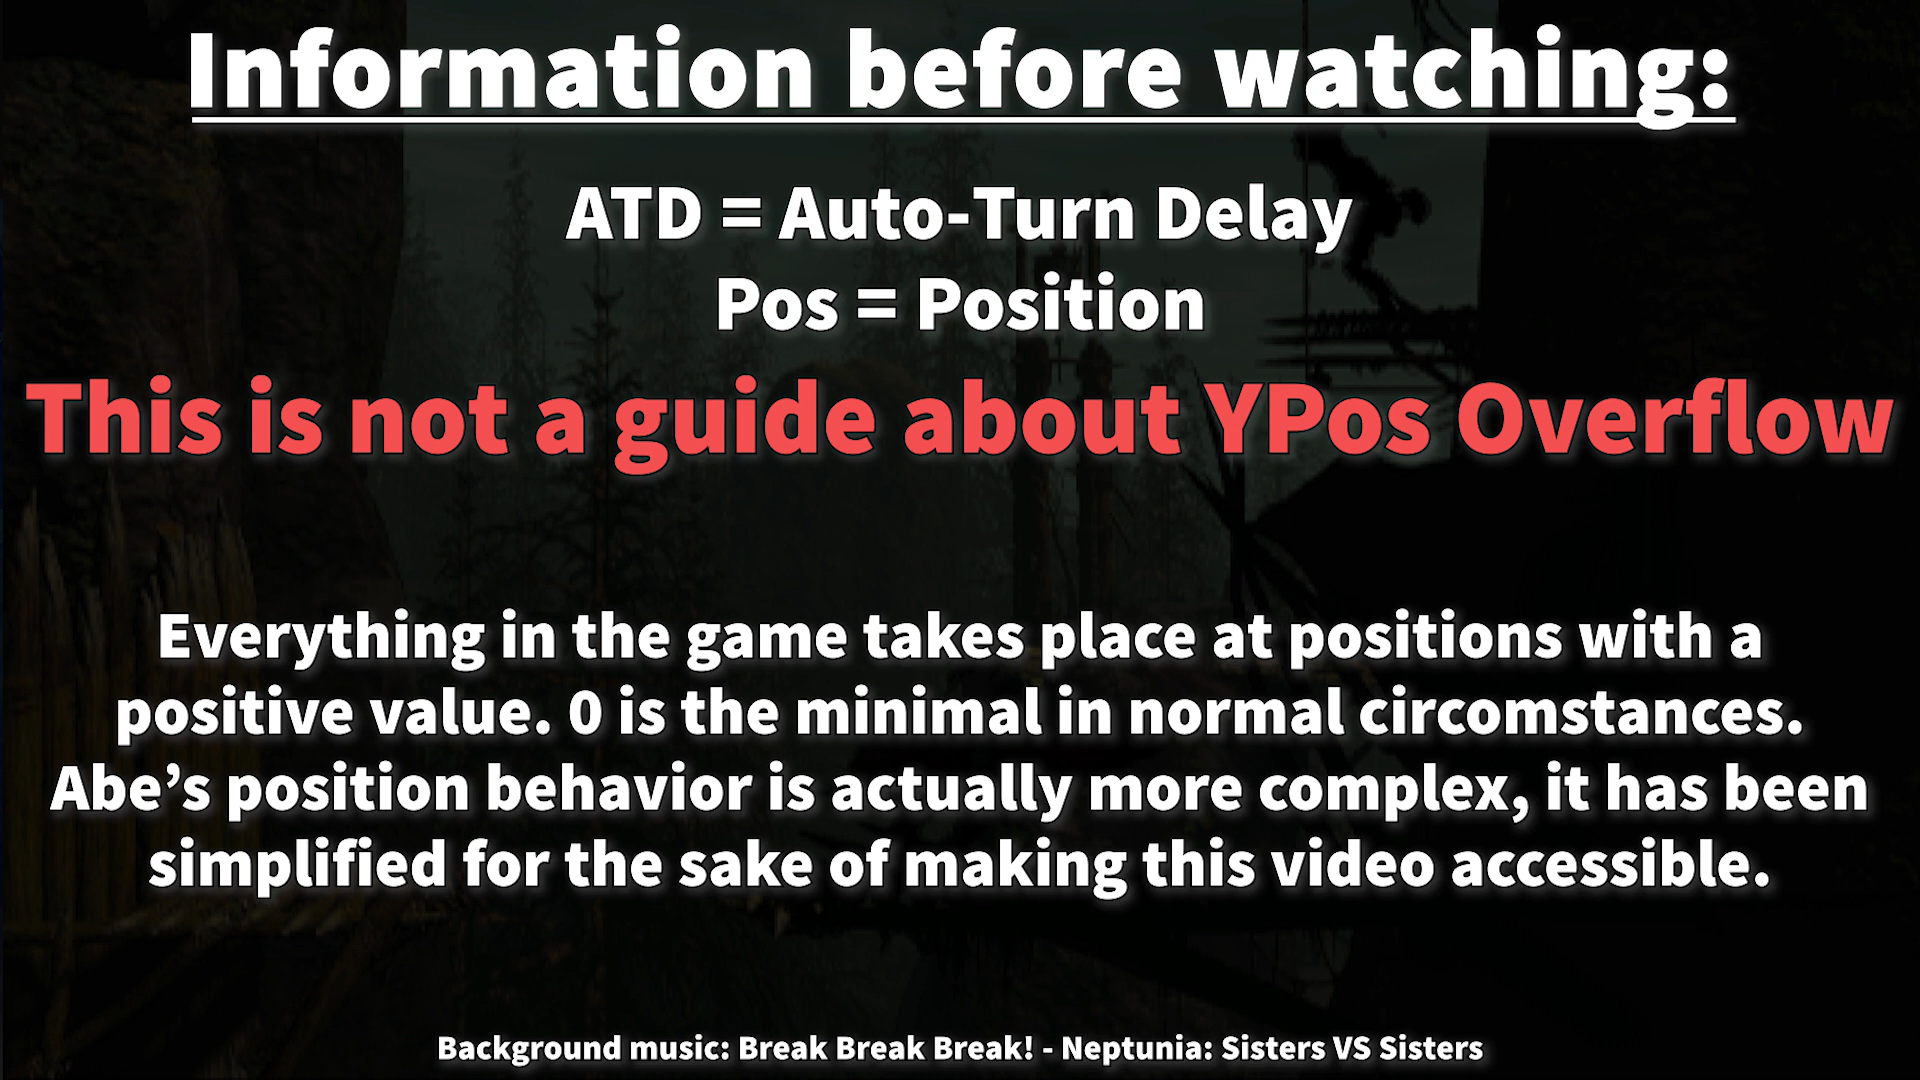 Information before watching:
ATD = Auto-Turn Delay
Pos = Position
This is not a guide about YPos Overflow
Everything in the game takes place at positions with a
positive value. 0 is the minimal in normal circomstances.
Abe’s position behavior is actually more complex, it has been
simplified for the sake of making this video accessible.
Background music: Break Break Break! - Neptunia: Sisters VS Sisters